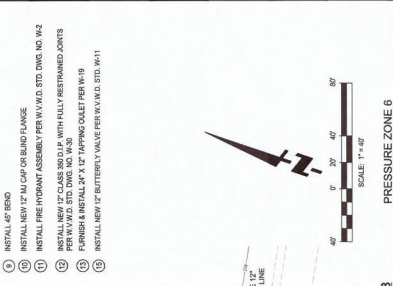 9 INSTALL 45° BEND
10 INSTALL NEW 12" MJ CAP OR BLIND FLANGE
11 INSTALL FIRE HYDRANT ASSEMBLY PER W.V.W.D. STD. DWG. NO. W-2
12 INSTALL NEW 12" CLASS 350 D.I.P. WITH FULLY RESTRAINED JOINTS
PER W.V.W.D. STD. DWG. NO. W-30
13 FURNISH & INSTALL 24" X 12" TAPPING OULET PER W-19
15 INSTALL NEW 12" BUTTERFLY VALVE PER W.V.W.D. STD. W-11
12"
LINE
N
40' 0' 20' 40' 80'
SCALE: 1" = 40'
PRESSURE ZONE 6